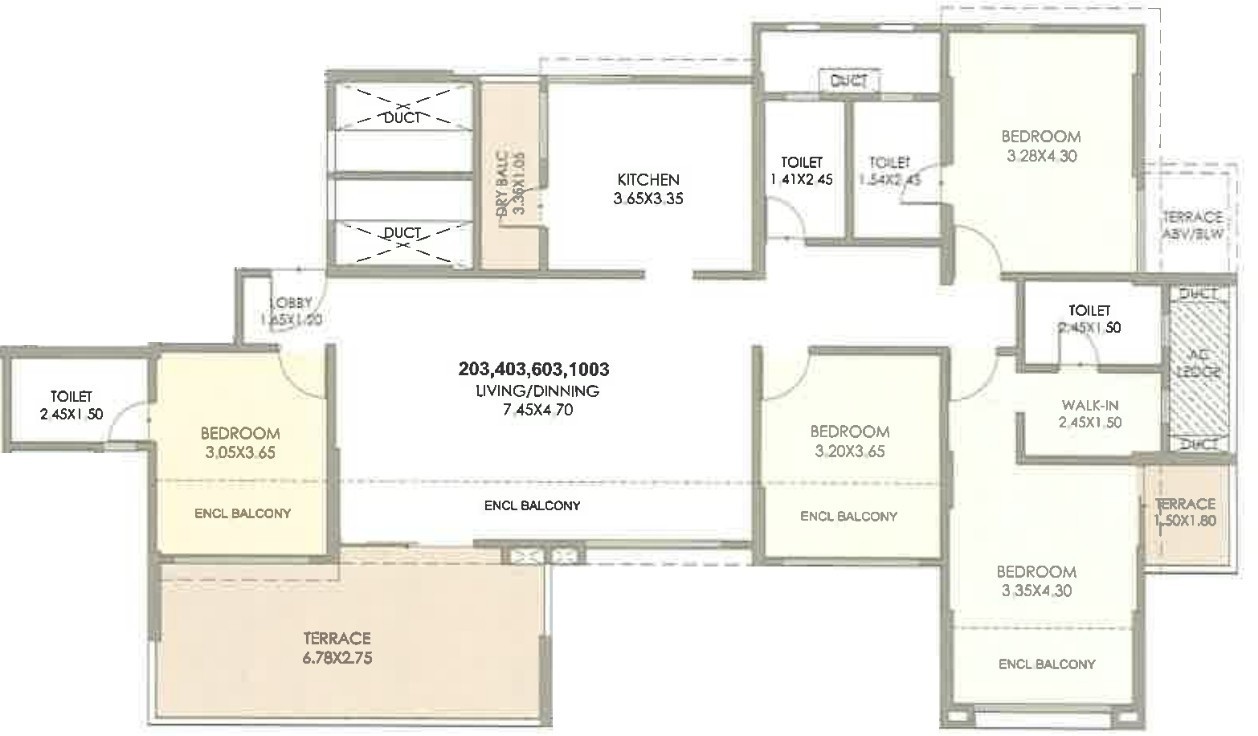 DUCT
DUCT
DRY BALC
3.35X1.05
KITCHEN
3.65X3.35
DUCT
TOILET
1.41X2.45
TOILET
1.54X2.45
BEDROOM
3.28X4.30
TERRACE
ABV/BLW
LOBBY
1.65X1.20
203,403,603,1003
LIVING/DINNING
7.45X4.70
ENCL BALCONY
TOILET
2.45X1.50
BEDROOM
3.05X3.65
ENCL BALCONY
BEDROOM
3.20X3.65
ENCL BALCONY
TOILET
2.45X1.50
WALK-IN
2.45X1.50
DUCT
AC
LEDGE
DUCT
TERRACE
1.50X1.80
BEDROOM
3.35X4.30
ENCL BALCONY
TERRACE
6.78X2.75